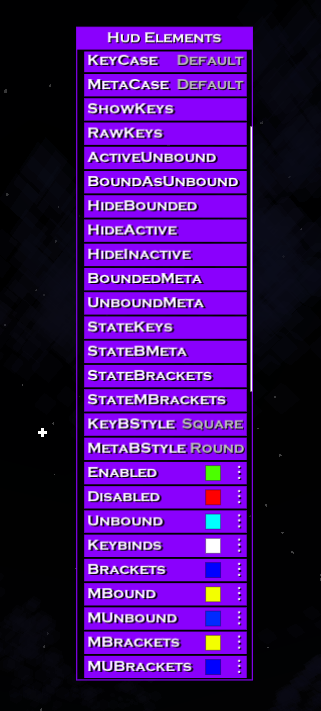 Hud Elements
KeyCase Default
MetaCase Default
ShowKeys
RawKeys
ActiveUnbound
BoundAsUnbound
HideBounded
HideActive
HideInactive
BoundedMeta
UnboundMeta
StateKeys
StateBMeta
StateBrackets
StateMBrackets
KeyBStyle Square
MetaBStyle Round
Enabled
Disabled
Unbound
Keybinds
Brackets
MBound
MUnbound
MBrackets
MUBrackets